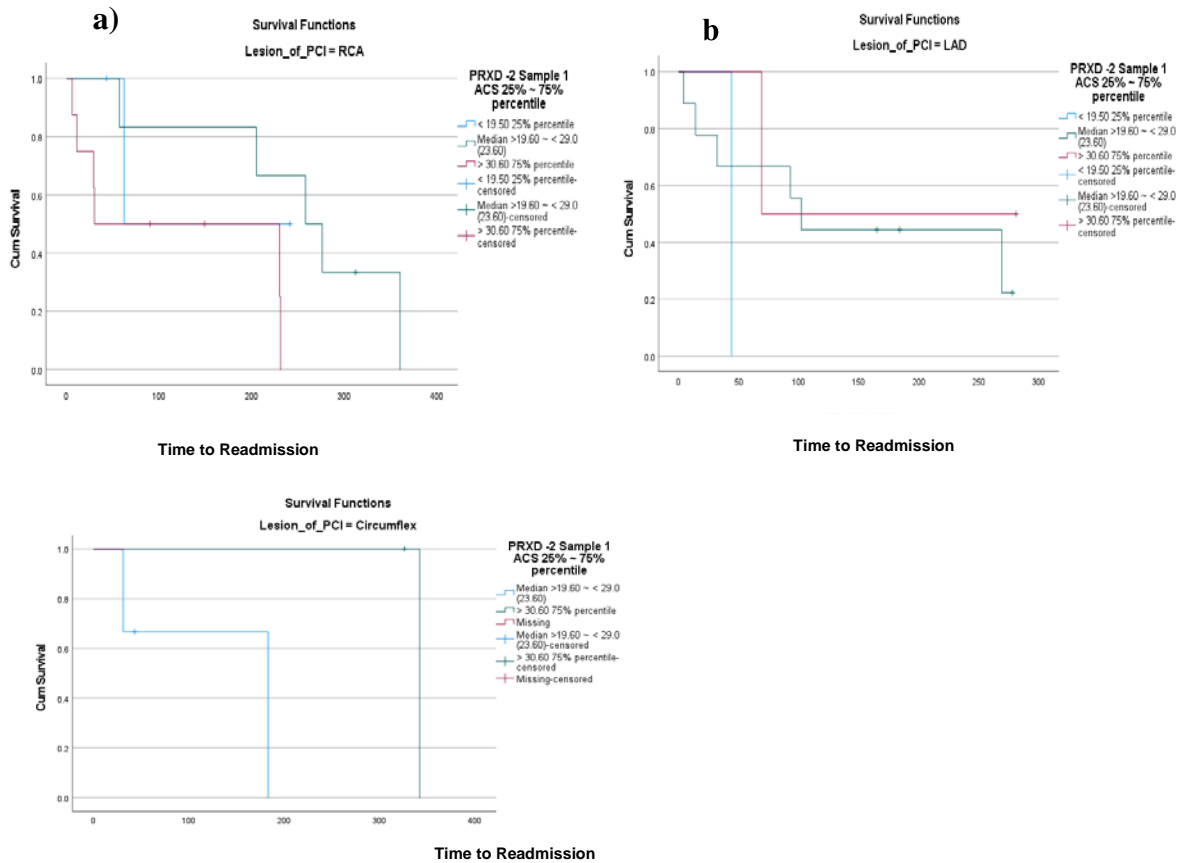 a)
Survival Functions
Lesion_of_PCI = RCA
PRXD -2 Sample 1
ACS 25% ~ 75%
percentile
< 19.50 25% percentile
Median >19.60 ~ < 29.0
(23.60)
> 30.60 75% percentile
< 19.50 25% percentile-
censored
Median >19.60 ~ < 29.0
(23.60)-censored
> 30.60 75% percentile-
censored
Cum Survival
1.0
0.8
0.6
0.4
0.2
0.0
0 100 200 300 400
Time to Readmission
b
Survival Functions
Lesion_of_PCI = LAD
PRXD -2 Sample 1
ACS 25% ~ 75%
percentile
< 19.50 25% percentile
Median >19.60 ~ < 29.0
(23.60)
> 30.60 75% percentile
< 19.50 25% percentile-
censored
Median >19.60 ~ < 29.0
(23.60)-censored
> 30.60 75% percentile-
censored
Cum Survival
1.0
0.8
0.6
0.4
0.2
0.0
0 50 100 150 200 250 300
Time to Readmission
Survival Functions
Lesion_of_PCI = Circumflex
PRXD -2 Sample 1
ACS 25% ~ 75%
percentile
Median >19.60 ~ < 29.0
(23.60)
> 30.60 75% percentile
Missing
Median >19.60 ~ < 29.0
(23.60)-censored
> 30.60 75% percentile-
censored
Missing-censored
Cum Survival
1.0
0.8
0.6
0.4
0.2
0.0
0 100 200 300 400
Time to Readmission